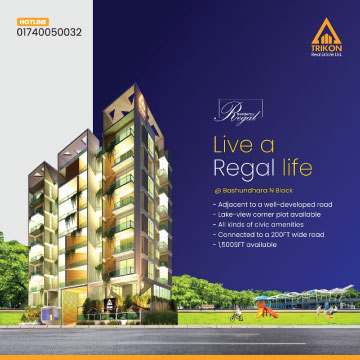 HOTLINE
01740050032
TRIKON
Real Estate Ltd.
Regal
Live a
Regal life
@ Bashundhara N Block
- Adjacent to a well-developed road
- Lake-view corner plot available
- All kinds of civic amenities
- Connected to a 200FT wide road
- 1,500SFT available